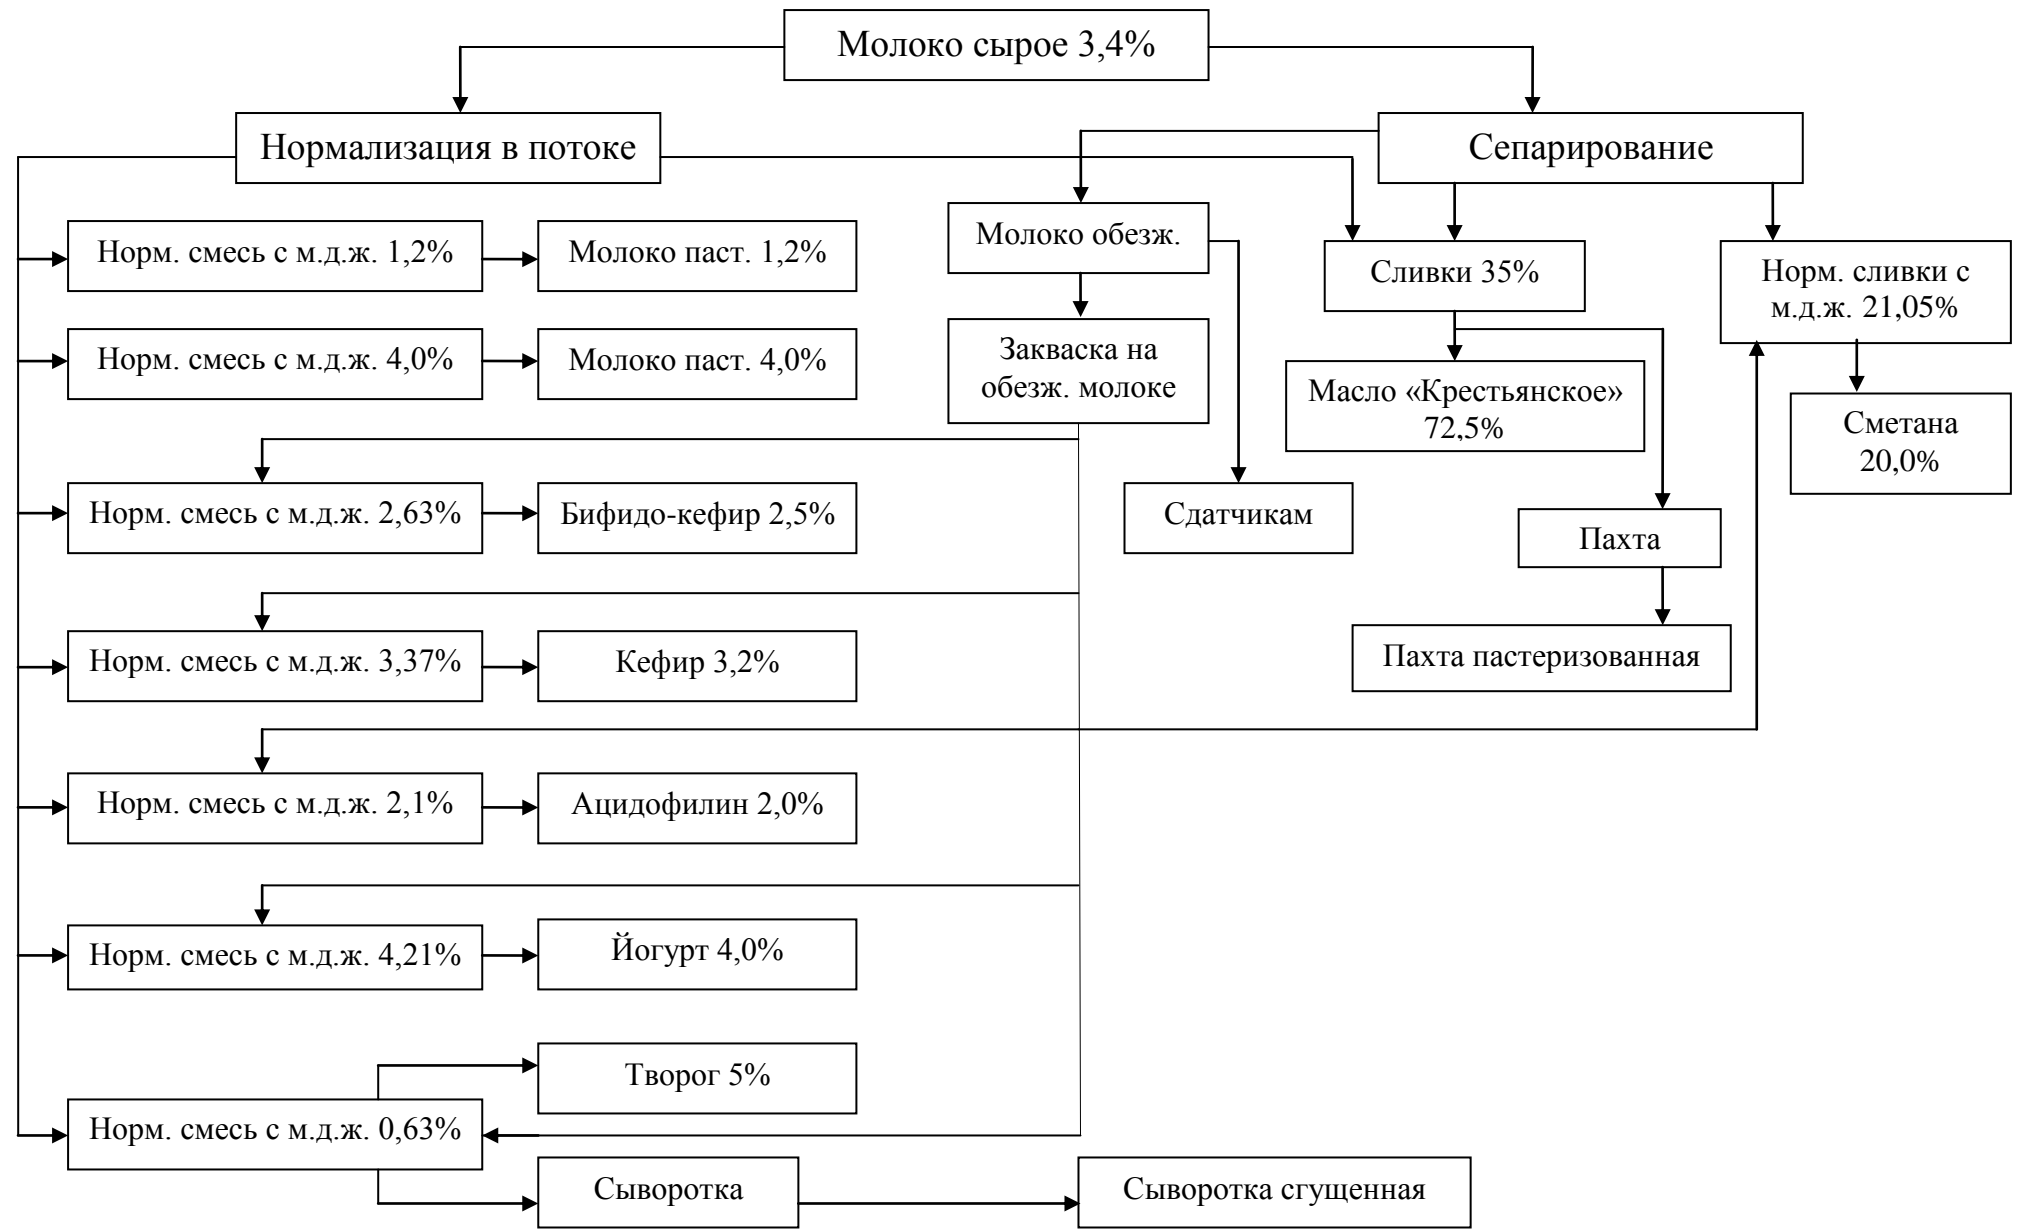 Молоко сырое 3,4%
Нормализация в потоке
Сепарирование
Молоко обезж.
Норм. смесь с м.д.ж. 1,2%
Молоко паст. 1,2%
Сливки 35%
Норм. сливки с
м.д.ж. 21,05%
Норм. смесь с м.д.ж. 4,0%
Молоко паст. 4,0%
Закваска на
обезж. молоке
Масло «Крестьянское»
72,5%
Сметана
20,0%
Норм. смесь с м.д.ж. 2,63%
Бифидо-кефир 2,5%
Сдатчикам
Пахта
Норм. смесь с м.д.ж. 3,37%
Кефир 3,2%
Пахта пастеризованная
Норм. смесь с м.д.ж. 2,1%
Ацидофилин 2,0%
Норм. смесь с м.д.ж. 4,21%
Йогурт 4,0%
Творог 5%
Норм. смесь с м.д.ж. 0,63%
Сыворотка
Сыворотка сгущенная